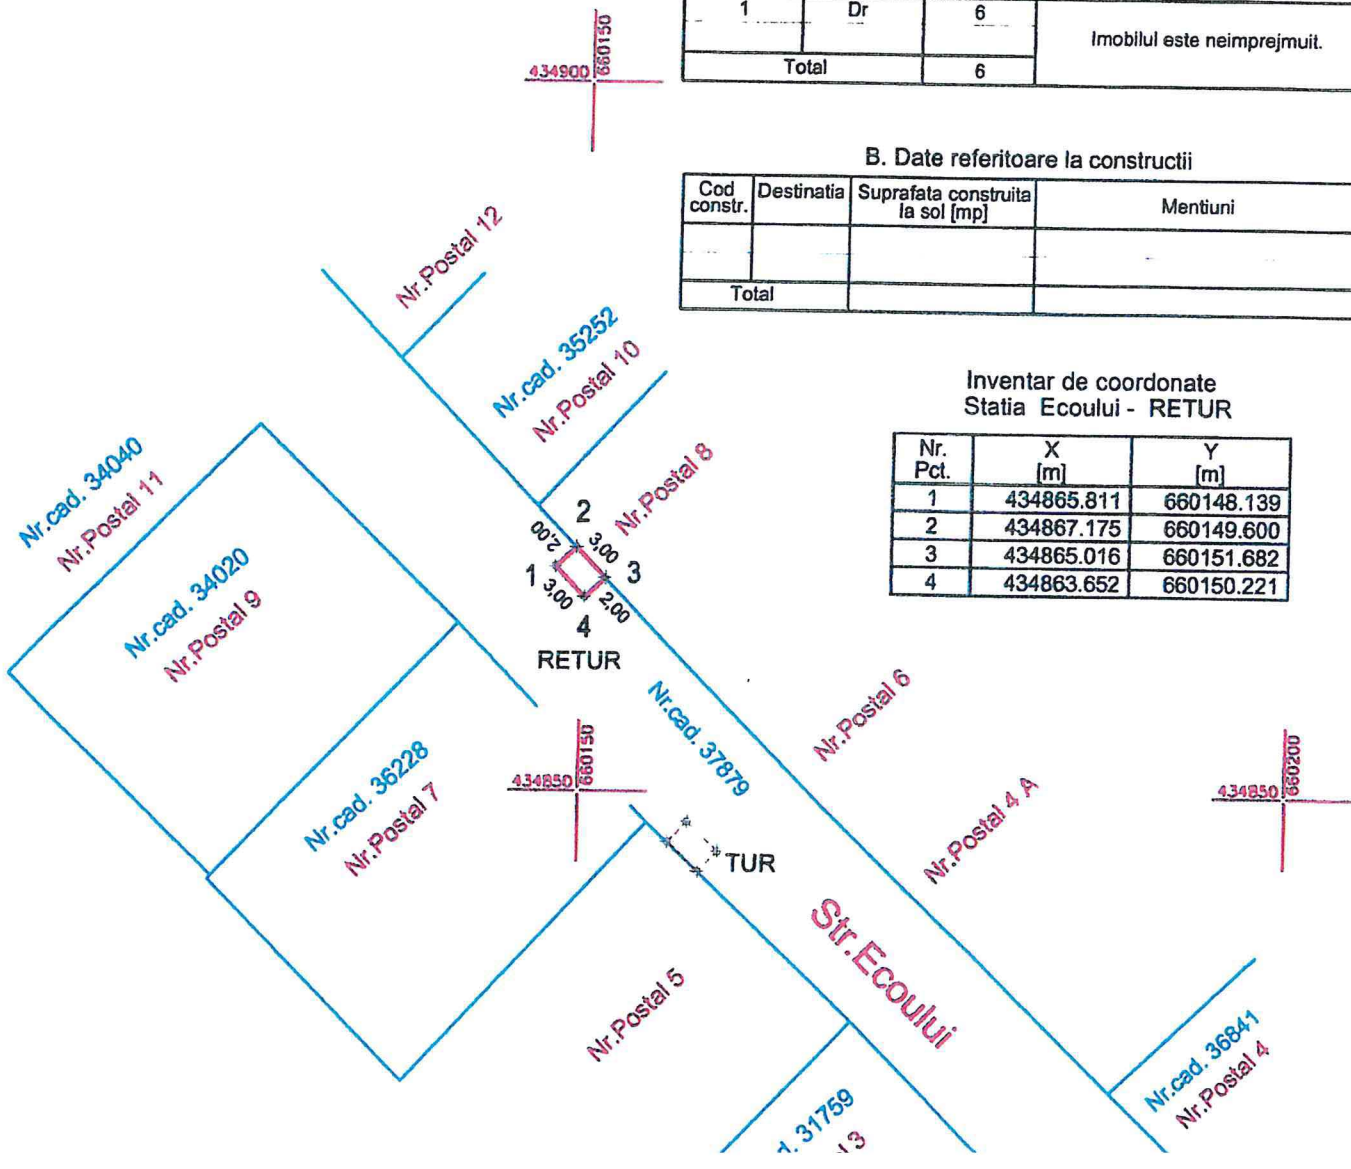 1 Dr 6 Imobilul este neimprejmuit.
Total 6
434900 660150
B. Date referitoare la constructii
Cod constr. Destinatia Suprafata construita la sol [mp] Mentiuni
Total
Inventar de coordonate
Statia Ecoului - RETUR
Nr. Pct. X [m] Y [m]
1 434865.811 660148.139
2 434867.175 660149.600
3 434865.016 660151.682
4 434863.652 660150.221
Nr.Postal 12
Nr.cad. 35252
Nr.Postal 10
Nr.cad. 34040
Nr.Postal 11
Nr.Postal 8
Nr.cad. 34020
Nr.Postal 9
2
2,00
3,00
1
3
3,00
2,00
4
RETUR
Nr.cad. 37879
Nr.Postal 6
Nr.cad. 36228
Nr.Postal 7
434850 660150
434850 660200
Nr.Postal 4 A
TUR
Str.Ecoului
Nr.Postal 5
Nr.cad. 36841
Nr.Postal 4
31759
3